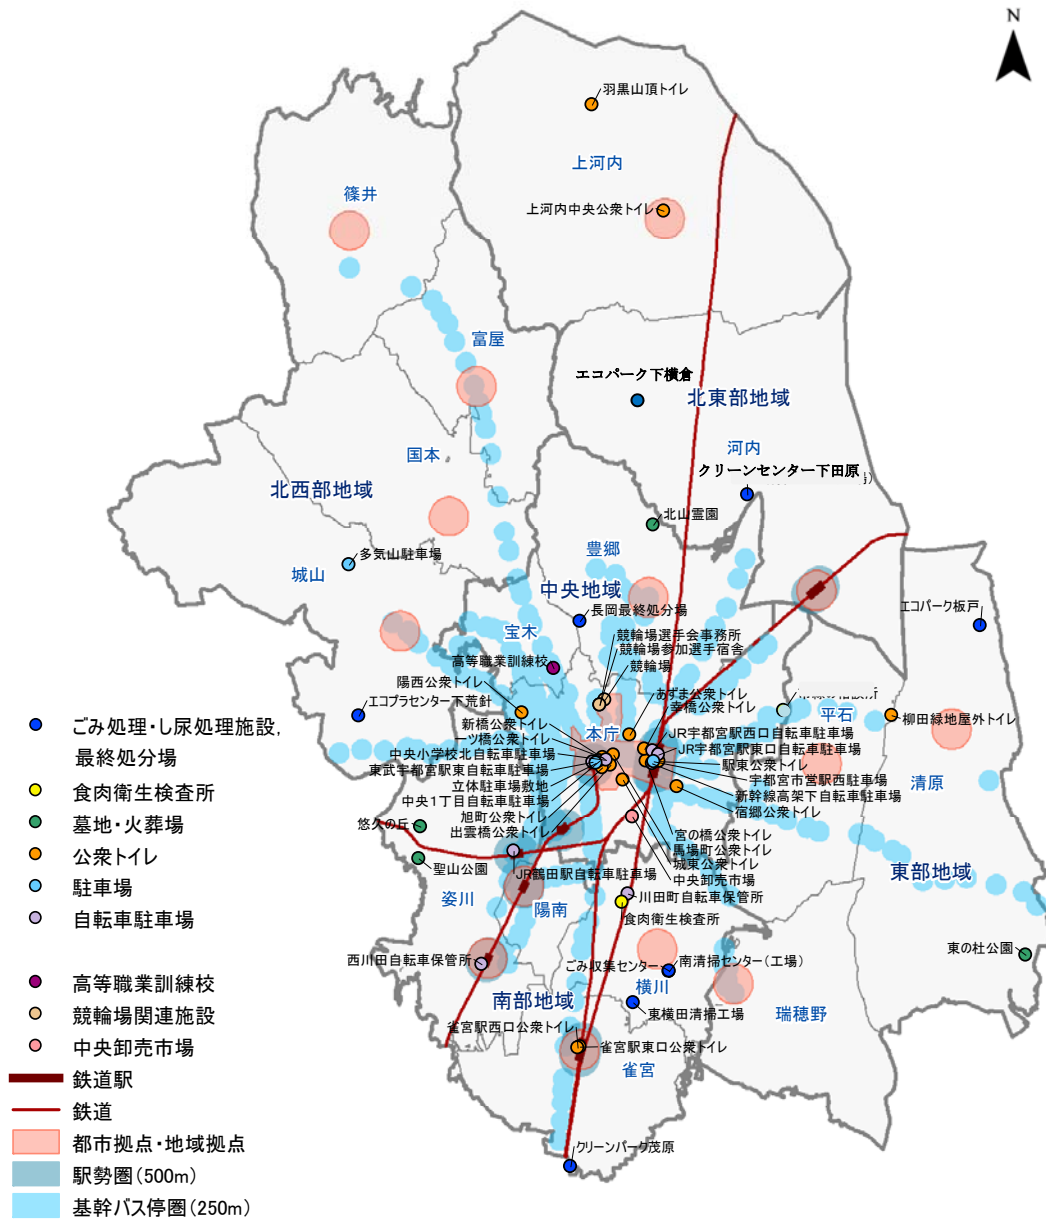 N
羽黒山頂トイレ
上河内
篠井
上河内中央公衆トイレ
富屋
エコパーク下横倉
北東部地域
国本
河内
クリーンセンター下田原
北西部地域
北山霊園
豊郷
多気山駐車場
城山
中央地域
エコパーク板戸
長岡最終処分場
宝木
競輪場選手会事務所
競輪場参加選手宿舎
高等職業訓練校
競輪場
陽西公衆トイレ
あずま公衆トイレ
幸橋公衆トイレ
エコプラセンター下荒針
平石
柳田緑地屋外トイレ
新橋公衆トイレ
本庁
JR宇都宮駅西口自転車駐車場
一ツ橋公衆トイレ
JR宇都宮駅東口自転車駐車場
中央小学校北自転車駐車場
駅東公衆トイレ
東武宇都宮駅東自転車駐車場
宇都宮市営駅西駐車場
清原
立体駐車場敷地
新幹線高架下自転車駐車場
中央1丁目自転車駐車場
宿郷公衆トイレ
旭町公衆トイレ
悠久の丘
出雲橋公衆トイレ
宮の橋公衆トイレ
馬場町公衆トイレ
城東公衆トイレ
聖山公園
JR鶴田駅自転車駐車場
中央卸売市場
東部地域
姿川
陽南
川田町自転車保管所
食肉衛生検査所
西川田自転車保管所
ごみ収集センター
南清掃センター(工場)
東の杜公園
南部地域
横川
東横田清掃工場
瑞穂野
雀宮駅西口公衆トイレ
雀宮駅東口公衆トイレ
雀宮
クリーンパーク茂原
ごみ処理・し尿処理施設,
最終処分場
食肉衛生検査所
墓地・火葬場
公衆トイレ
駐車場
自転車駐車場
高等職業訓練校
競輪場関連施設
中央卸売市場
鉄道駅
鉄道
都市拠点・地域拠点
駅勢圏(500m)
基幹バス停圏(250m)